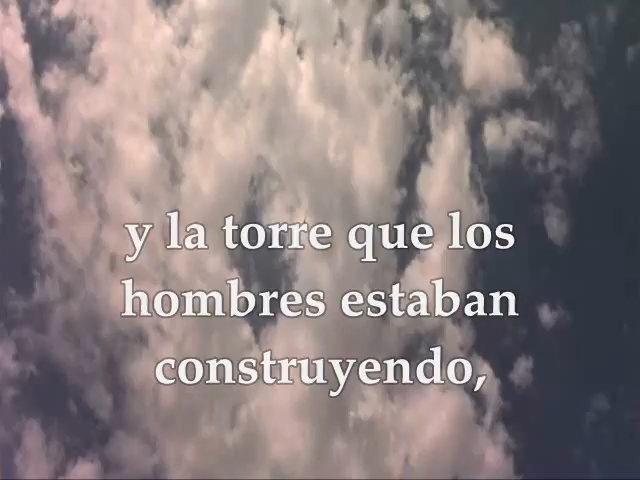 y la torre que los
hombres estaban
construyendo,